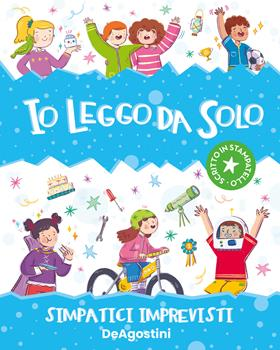 IO LEGGO DA SOLO
SCRITTO IN STAMPATELLO
SIMPATICI IMPREVISTI
DeAGOSTINI